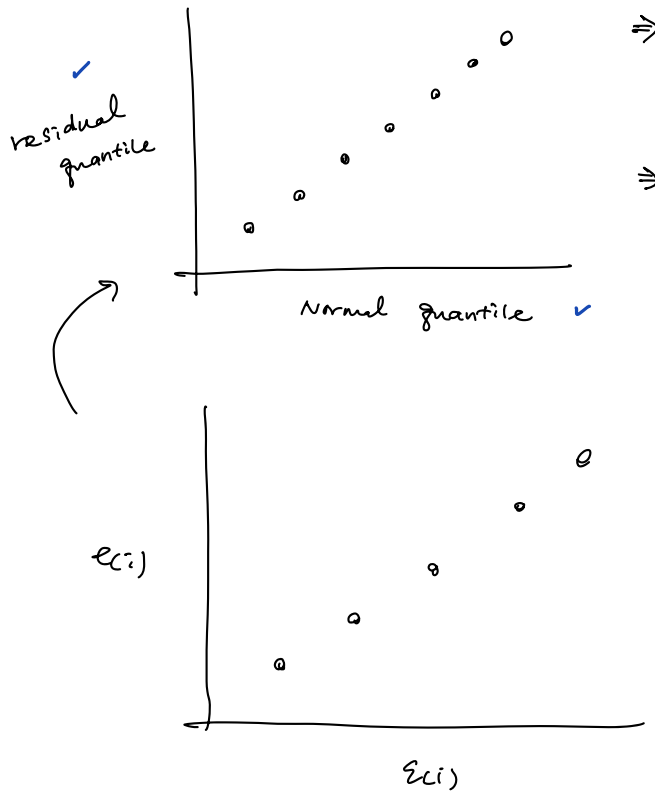 ✓
⇒
residual
quantile
⇒
Normal quantile ✓
e(i)
ξ(i)